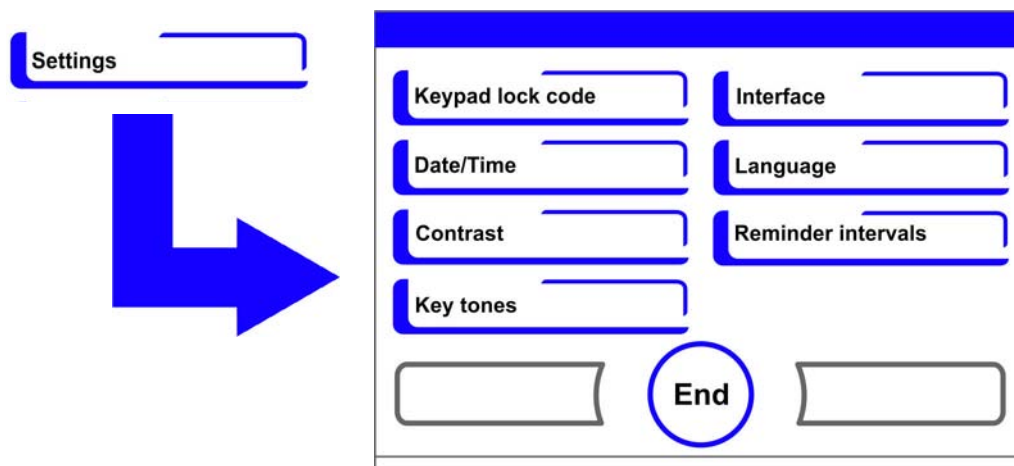 Settings
Keypad lock code
Interface
Date/Time
Language
Contrast
Reminder intervals
Key tones
End